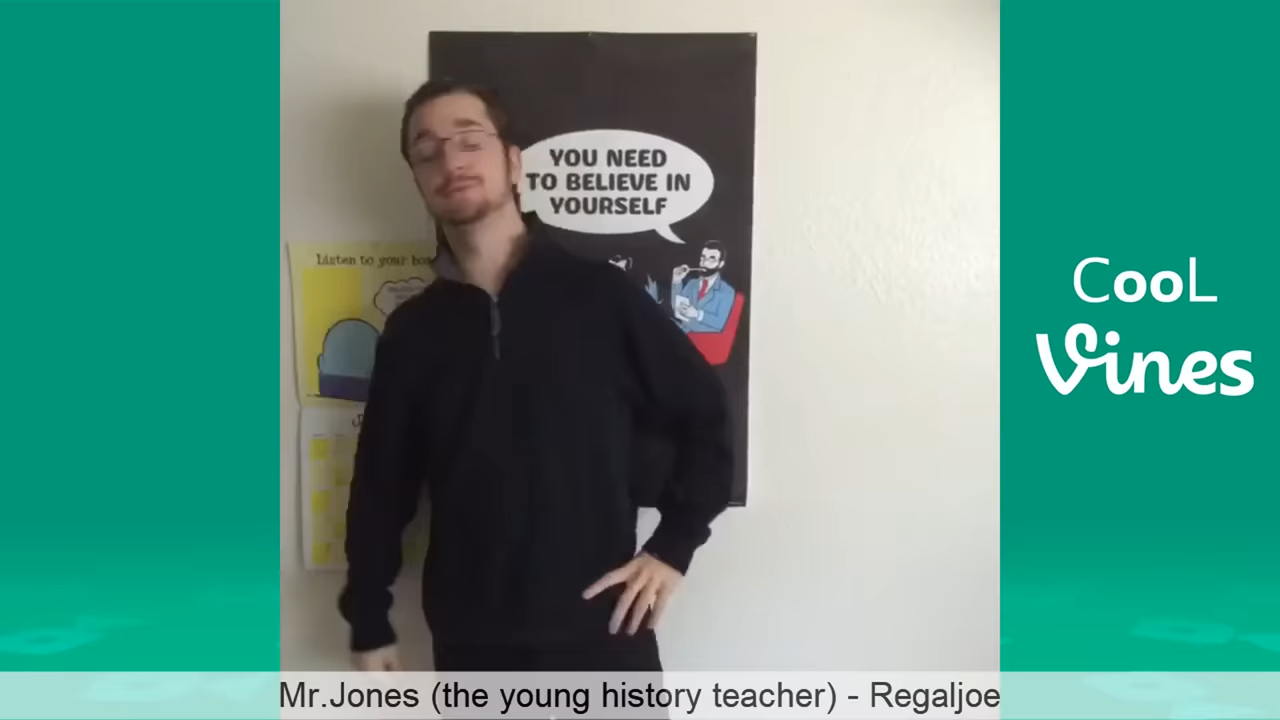 YOU NEED
TO BELIEVE IN
YOURSELF
Listen to your
CooL
Vines
Mr.Jones (the young history teacher) - Regaljoe